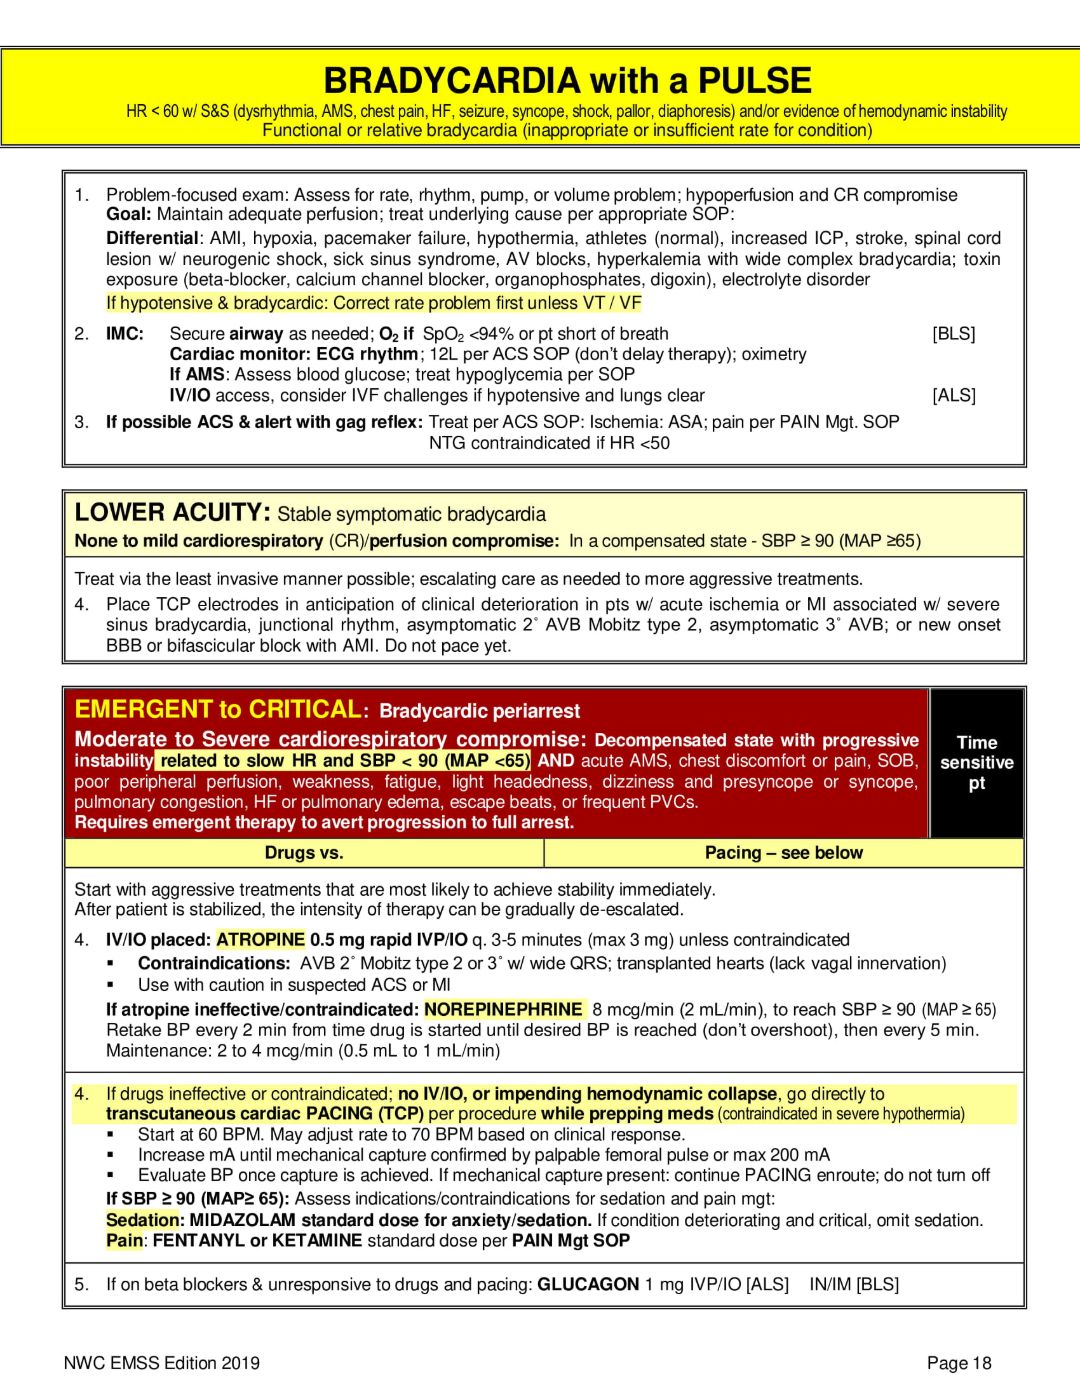 BRADYCARDIA with a PULSE
HR < 60 w/ S&S (dysrhythmia, AMS, chest pain, HF, seizure, syncope, shock, pallor, diaphoresis) and/or evidence of hemodynamic instability
Functional or relative bradycardia (inappropriate or insufficient rate for condition)
1. Problem-focused exam: Assess for rate, rhythm, pump, or volume problem; hypoperfusion and CR compromise
Goal: Maintain adequate perfusion; treat underlying cause per appropriate SOP:
Differential: AMI, hypoxia, pacemaker failure, hypothermia, athletes (normal), increased ICP, stroke, spinal cord
lesion w/ neurogenic shock, sick sinus syndrome, AV blocks, hyperkalemia with wide complex bradycardia; toxin
exposure (beta-blocker, calcium channel blocker, organophosphates, digoxin), electrolyte disorder
If hypotensive & bradycardic: Correct rate problem first unless VT / VF
2. IMC: Secure airway as needed; O₂ if SpO₂ <94% or pt short of breath [BLS]
Cardiac monitor: ECG rhythm; 12L per ACS SOP (don't delay therapy); oximetry
If AMS: Assess blood glucose; treat hypoglycemia per SOP
IV/IO access, consider IVF challenges if hypotensive and lungs clear [ALS]
3. If possible ACS & alert with gag reflex: Treat per ACS SOP: Ischemia: ASA; pain per PAIN Mgt. SOP
NTG contraindicated if HR <50
LOWER ACUITY: Stable symptomatic bradycardia
None to mild cardiorespiratory (CR)/perfusion compromise: In a compensated state - SBP ≥ 90 (MAP ≥65)
Treat via the least invasive manner possible; escalating care as needed to more aggressive treatments.
4. Place TCP electrodes in anticipation of clinical deterioration in pts w/ acute ischemia or MI associated w/ severe
sinus bradycardia, junctional rhythm, asymptomatic 2˚ AVB Mobitz type 2, asymptomatic 3˚ AVB; or new onset
BBB or bifascicular block with AMI. Do not pace yet.
EMERGENT to CRITICAL: Bradycardic periarrest
Moderate to Severe cardiorespiratory compromise: Decompensated state with progressive
instability related to slow HR and SBP < 90 (MAP <65) AND acute AMS, chest discomfort or pain, SOB,
poor peripheral perfusion, weakness, fatigue, light headedness, dizziness and presyncope or syncope,
pulmonary congestion, HF or pulmonary edema, escape beats, or frequent PVCs.
Requires emergent therapy to avert progression to full arrest.
Time
sensitive
pt
Drugs vs. Pacing – see below
Start with aggressive treatments that are most likely to achieve stability immediately.
After patient is stabilized, the intensity of therapy can be gradually de-escalated.
4. IV/IO placed: ATROPINE 0.5 mg rapid IVP/IO q. 3-5 minutes (max 3 mg) unless contraindicated
▪ Contraindications: AVB 2˚ Mobitz type 2 or 3˚ w/ wide QRS; transplanted hearts (lack vagal innervation)
▪ Use with caution in suspected ACS or MI
If atropine ineffective/contraindicated: NOREPINEPHRINE 8 mcg/min (2 mL/min), to reach SBP ≥ 90 (MAP ≥ 65)
Retake BP every 2 min from time drug is started until desired BP is reached (don't overshoot), then every 5 min.
Maintenance: 2 to 4 mcg/min (0.5 mL to 1 mL/min)
4. If drugs ineffective or contraindicated; no IV/IO, or impending hemodynamic collapse, go directly to
transcutaneous cardiac PACING (TCP) per procedure while prepping meds (contraindicated in severe hypothermia)
▪ Start at 60 BPM. May adjust rate to 70 BPM based on clinical response.
▪ Increase mA until mechanical capture confirmed by palpable femoral pulse or max 200 mA
▪ Evaluate BP once capture is achieved. If mechanical capture present: continue PACING enroute; do not turn off
If SBP ≥ 90 (MAP≥ 65): Assess indications/contraindications for sedation and pain mgt:
Sedation: MIDAZOLAM standard dose for anxiety/sedation. If condition deteriorating and critical, omit sedation.
Pain: FENTANYL or KETAMINE standard dose per PAIN Mgt SOP
5. If on beta blockers & unresponsive to drugs and pacing: GLUCAGON 1 mg IVP/IO [ALS] IN/IM [BLS]
NWC EMSS Edition 2019 Page 18